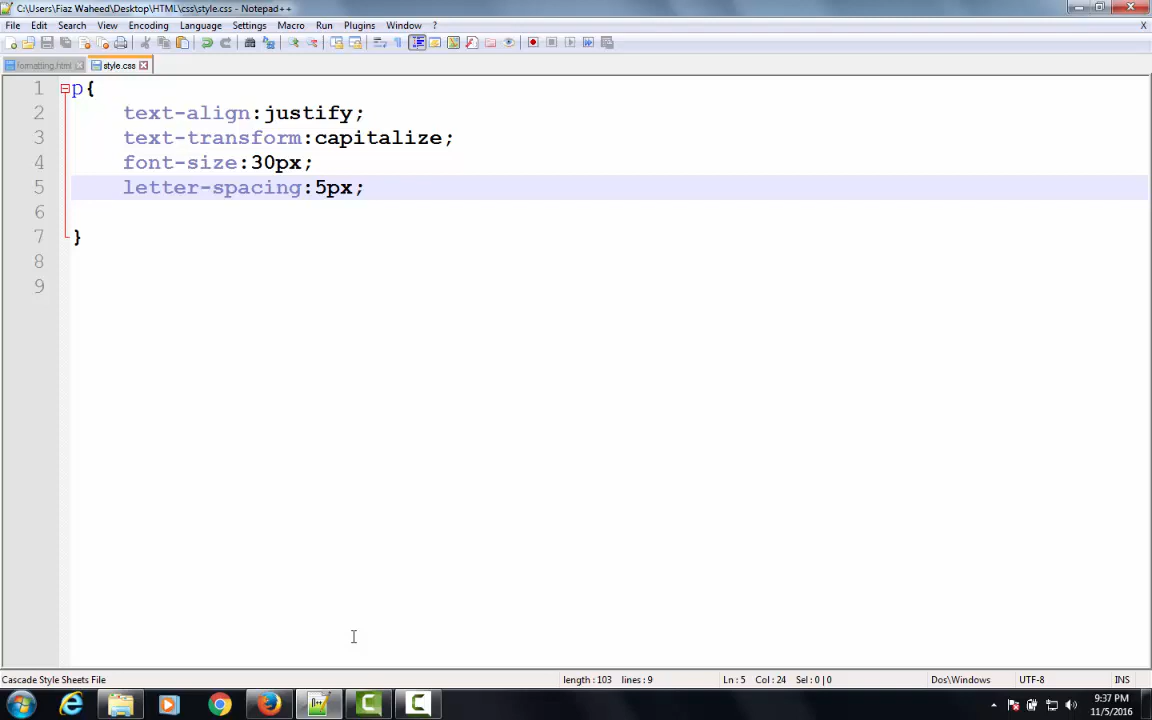 C:\Users\Fiaz Waheed\Desktop\HTML\css\style.css - Notepad++
File Edit Search View Encoding Language Settings Macro Run Plugins Window ? X
formatting.html style.css
1 p{
2 text-align:justify;
3 text-transform:capitalize;
4 font-size:30px;
5 letter-spacing:5px;
6
7 }
8
9
Cascade Style Sheets File length:103 lines:9 Ln:5 Col:24 Sel:0|0 Dos\Windows UTF-8 INS
9:37 PM
11/5/2016